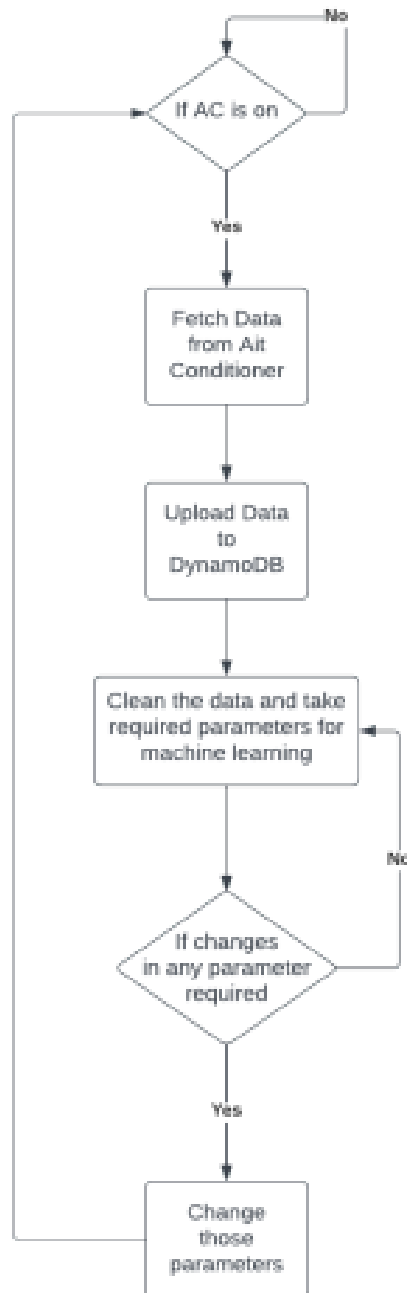 No
If AC is on
Yes
Fetch Data
from Ait
Conditioner
Upload Data
to
DynamoDB
Clean the data and take
required parameters for
machine learning
No
If changes
in any parameter
required
Yes
Change
those
parameters